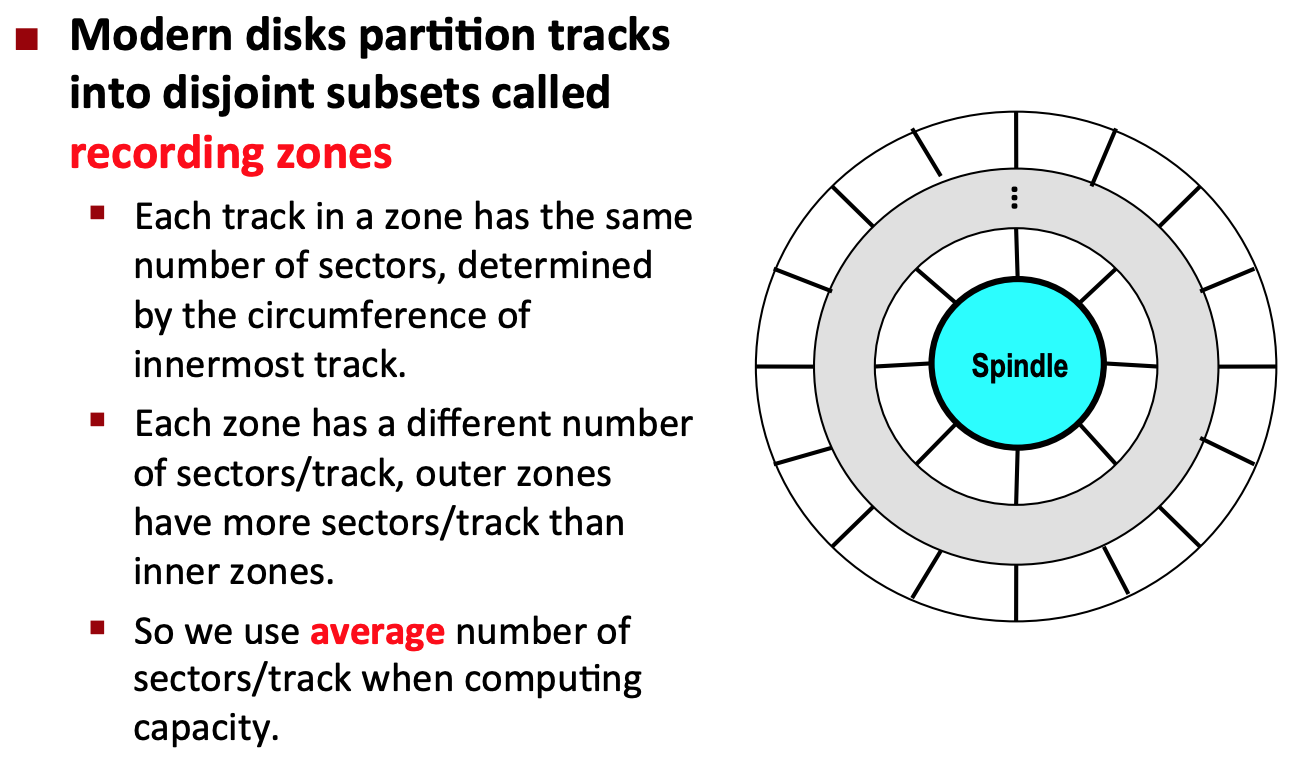 Modern disks partition tracks
into disjoint subsets called
recording zones
Each track in a zone has the same
number of sectors, determined
by the circumference of
innermost track.
Each zone has a different number
of sectors/track, outer zones
have more sectors/track than
inner zones.
So we use average number of
sectors/track when computing
capacity.
Spindle